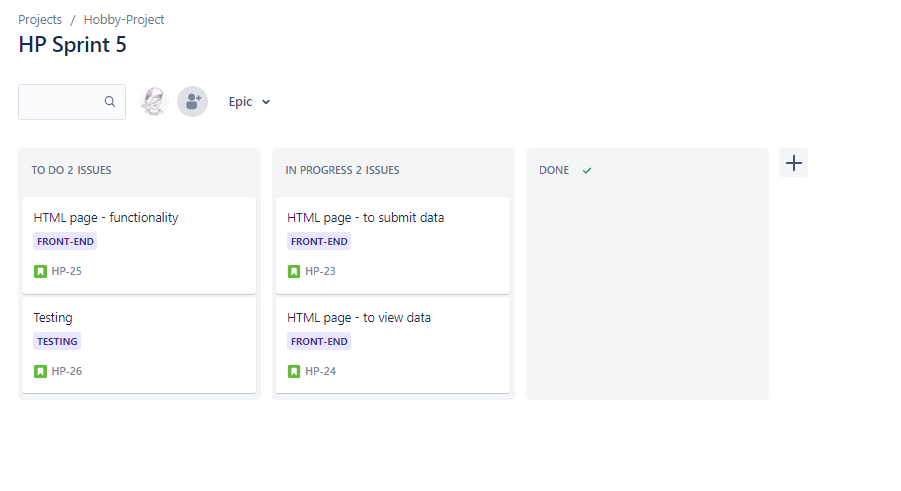 Projects / Hobby-Project
HP Sprint 5
Epic
TO DO 2 ISSUES
HTML page - functionality
FRONT-END
HP-25
Testing
TESTING
HP-26
IN PROGRESS 2 ISSUES
HTML page - to submit data
FRONT-END
HP-23
HTML page - to view data
FRONT-END
HP-24
DONE